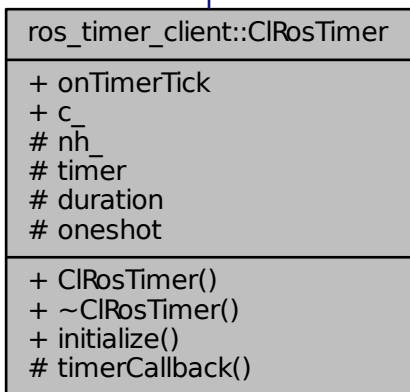 ros_timer_client::ClRosTimer
+ onTimerTick
+ c_
# nh_
# timer
# duration
# oneshot
+ ClRosTimer()
+ ~ClRosTimer()
+ initialize()
# timerCallback()